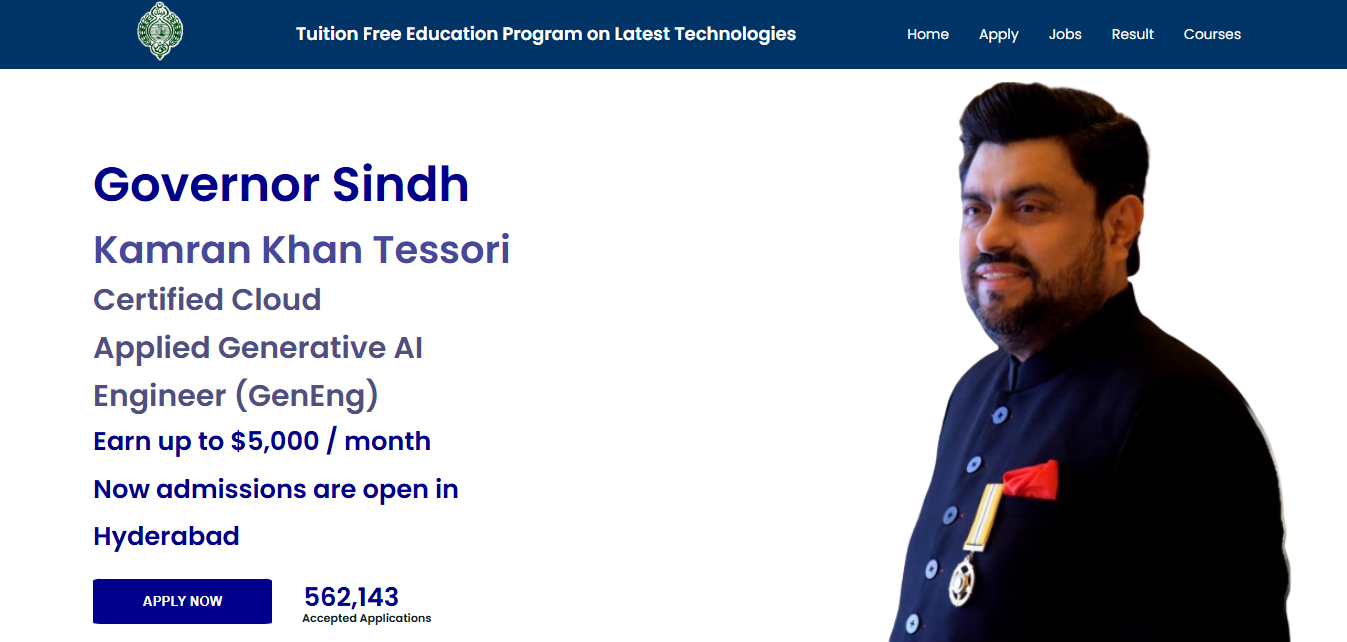 Tuition Free Education Program on Latest Technologies
Home
Apply
Jobs
Result
Courses
Governor Sindh
Kamran Khan Tessori
Certified Cloud
Applied Generative AI
Engineer (GenEng)
Earn up to $5,000 / month
Now admissions are open in
Hyderabad
APPLY NOW
562,143
Accepted Applications